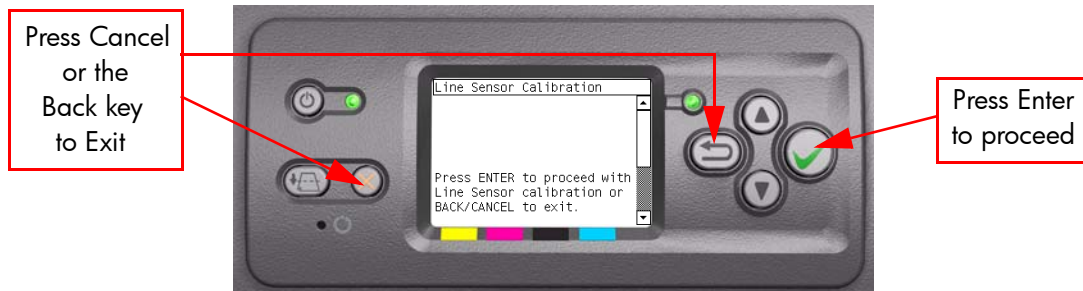 Press Cancel
or the
Back key
to Exit
Line Sensor Calibration
Press ENTER to proceed with
Line Sensor calibration or
BACK/CANCEL to exit.
Press Enter
to proceed